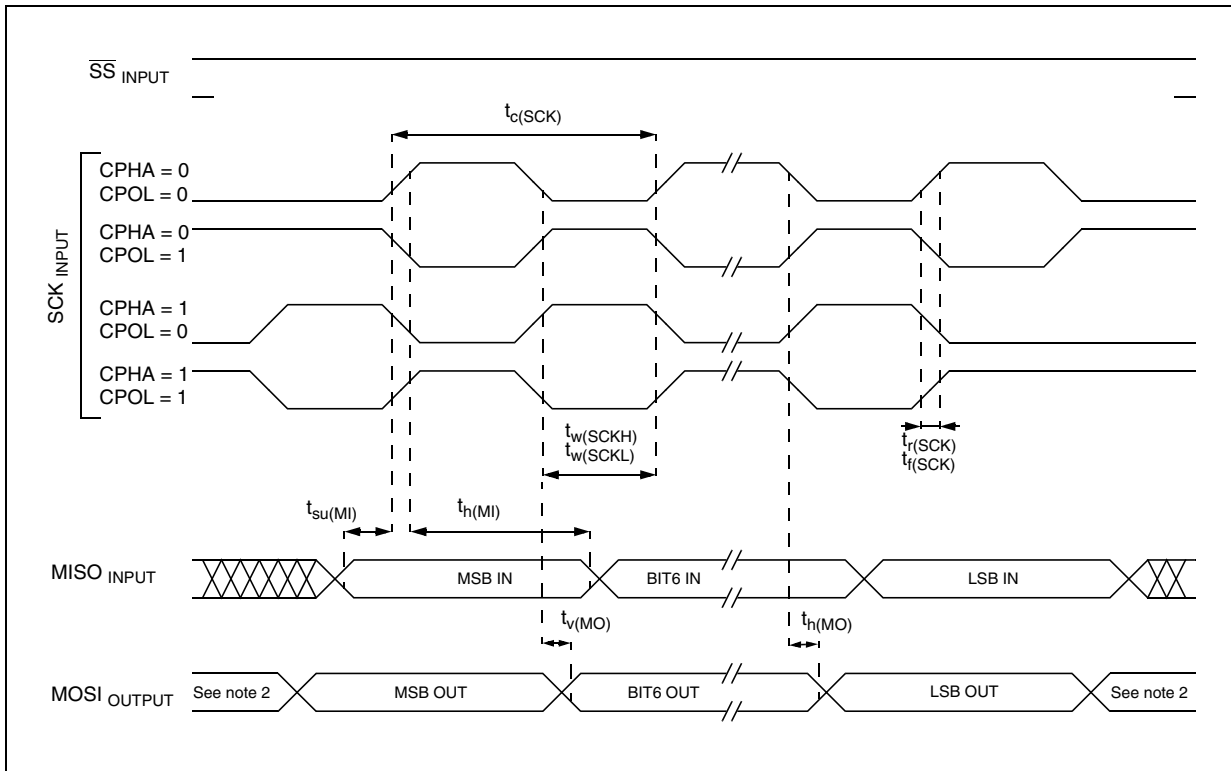 SS INPUT
tc(SCK)
SCK INPUT
CPHA = 0
CPOL = 0
CPHA = 0
CPOL = 1
CPHA = 1
CPOL = 0
CPHA = 1
CPOL = 1
tw(SCKH)
tw(SCKL)
tr(SCK)
tf(SCK)
tsu(MI)
th(MI)
MISO INPUT
MSB IN
BIT6 IN
LSB IN
tv(MO)
th(MO)
MOSI OUTPUT
See note 2
MSB OUT
BIT6 OUT
LSB OUT
See note 2